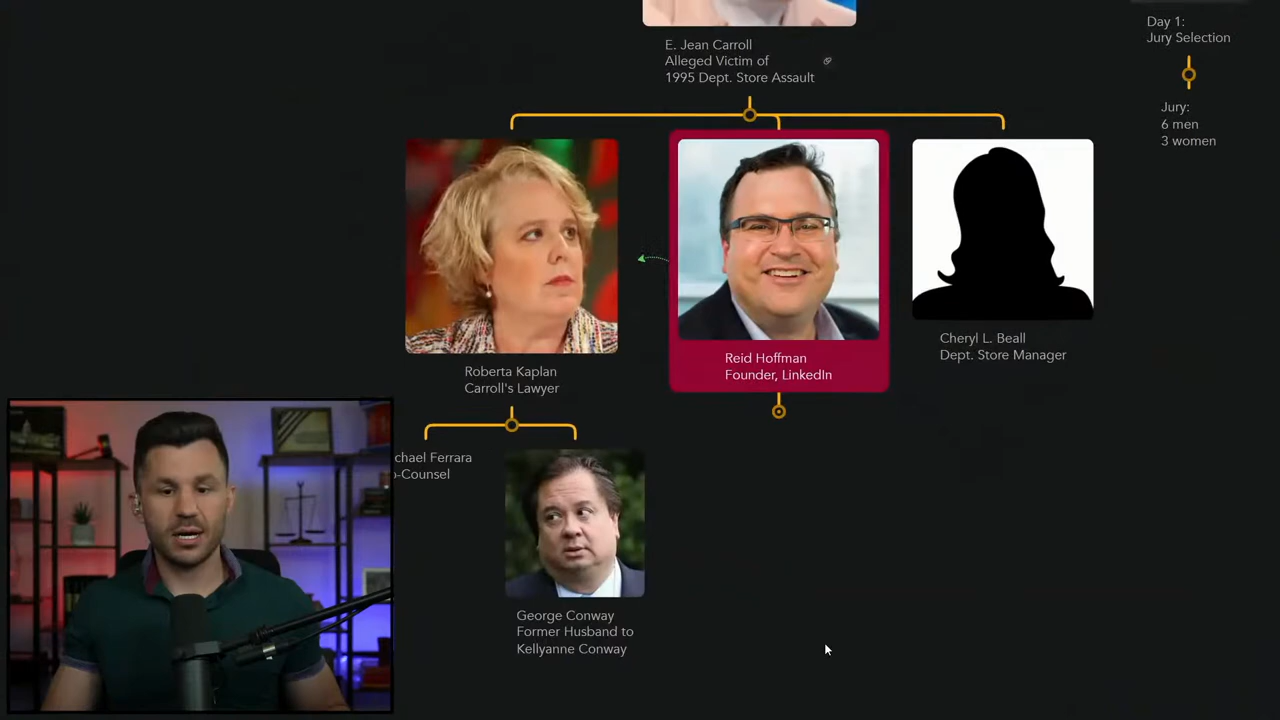 E. Jean Carroll
Alleged Victim of
1995 Dept. Store Assault
Day 1:
Jury Selection
Jury:
6 men
3 women
Roberta Kaplan
Carroll's Lawyer
Reid Hoffman
Founder, LinkedIn
Cheryl L. Beall
Dept. Store Manager
chael Ferrara
o-Counsel
George Conway
Former Husband to
Kellyanne Conway